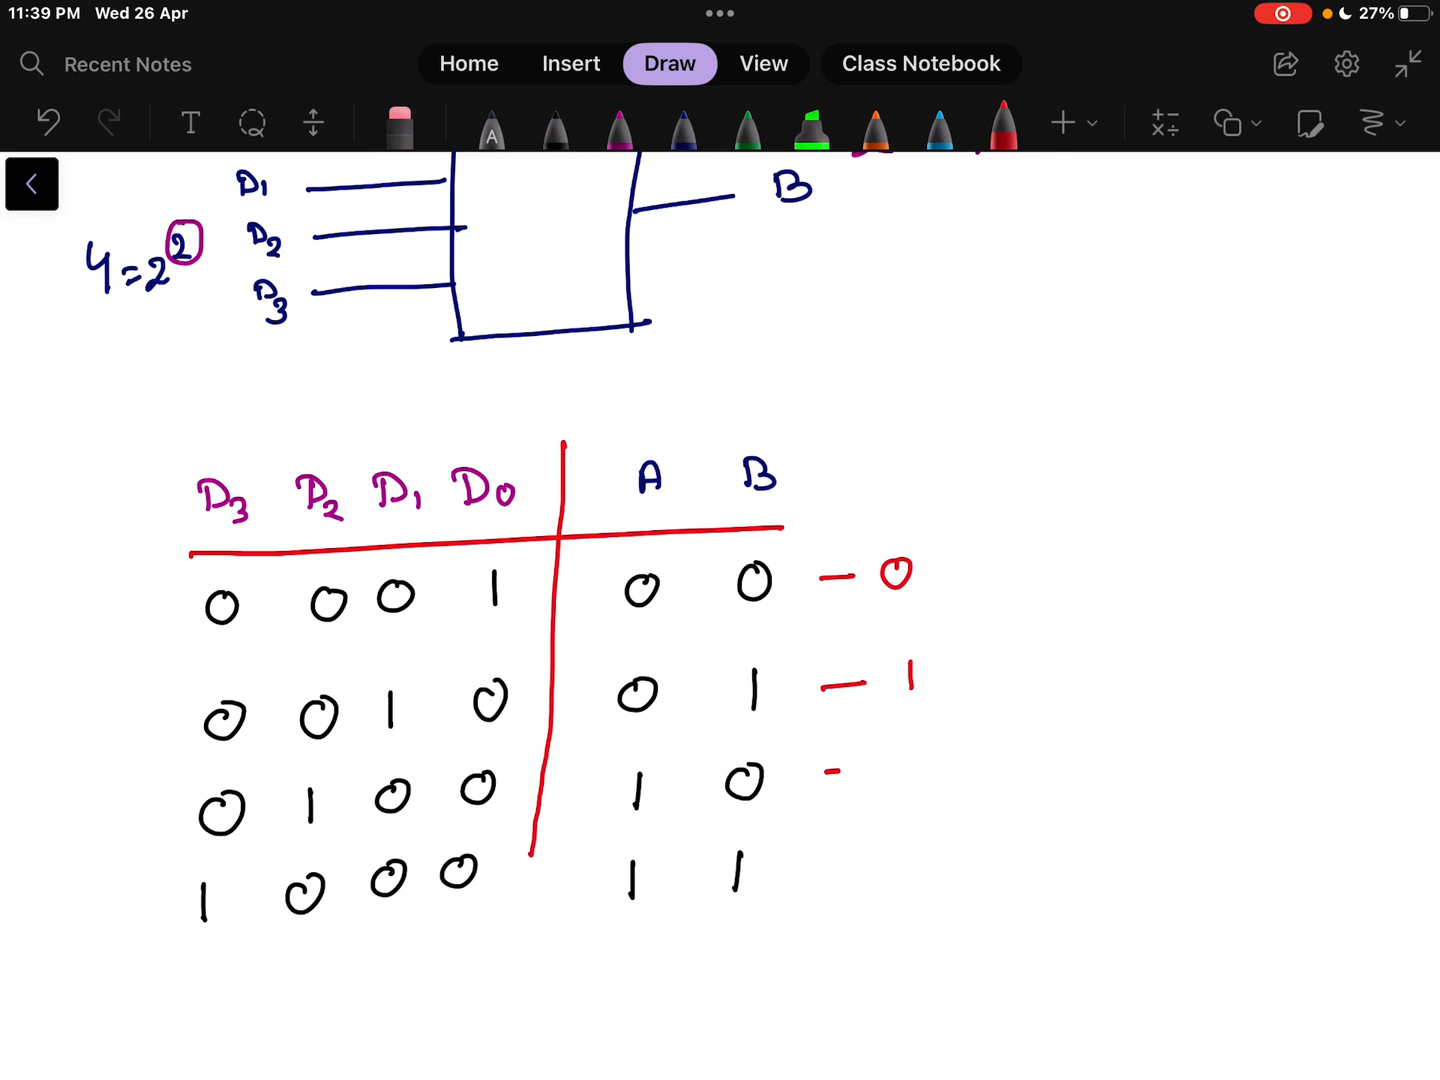 11:39 PM Wed 26 Apr 27%
Recent Notes Home Insert Draw View Class Notebook
T A
D1 B
4=2² D2
D3
D3 D2 D1 D0 A B
0 0 0 1 0 0 — 0
0 0 1 0 0 1 — 1
0 1 0 0 1 0 -
1 0 0 0 1 1